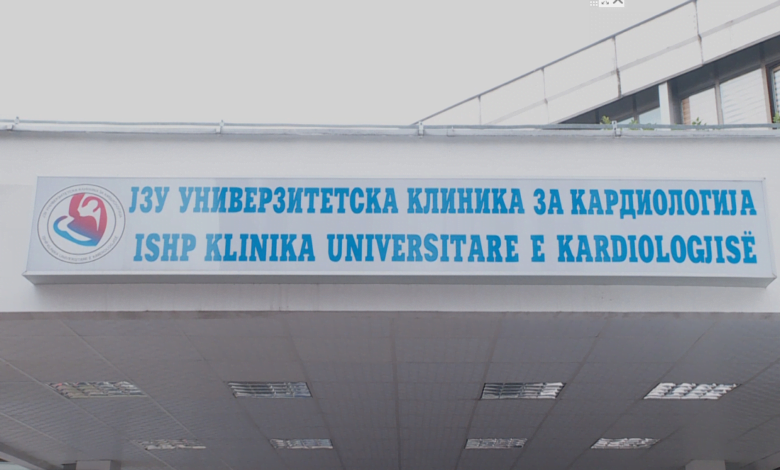 ЈЗУ УНИВЕРЗИТЕТСКА КЛИНИКА ЗА КАРДИОЛОГИЈА
ISHP KLINIKA UNIVERSITARE E KARDIOLOGJISË